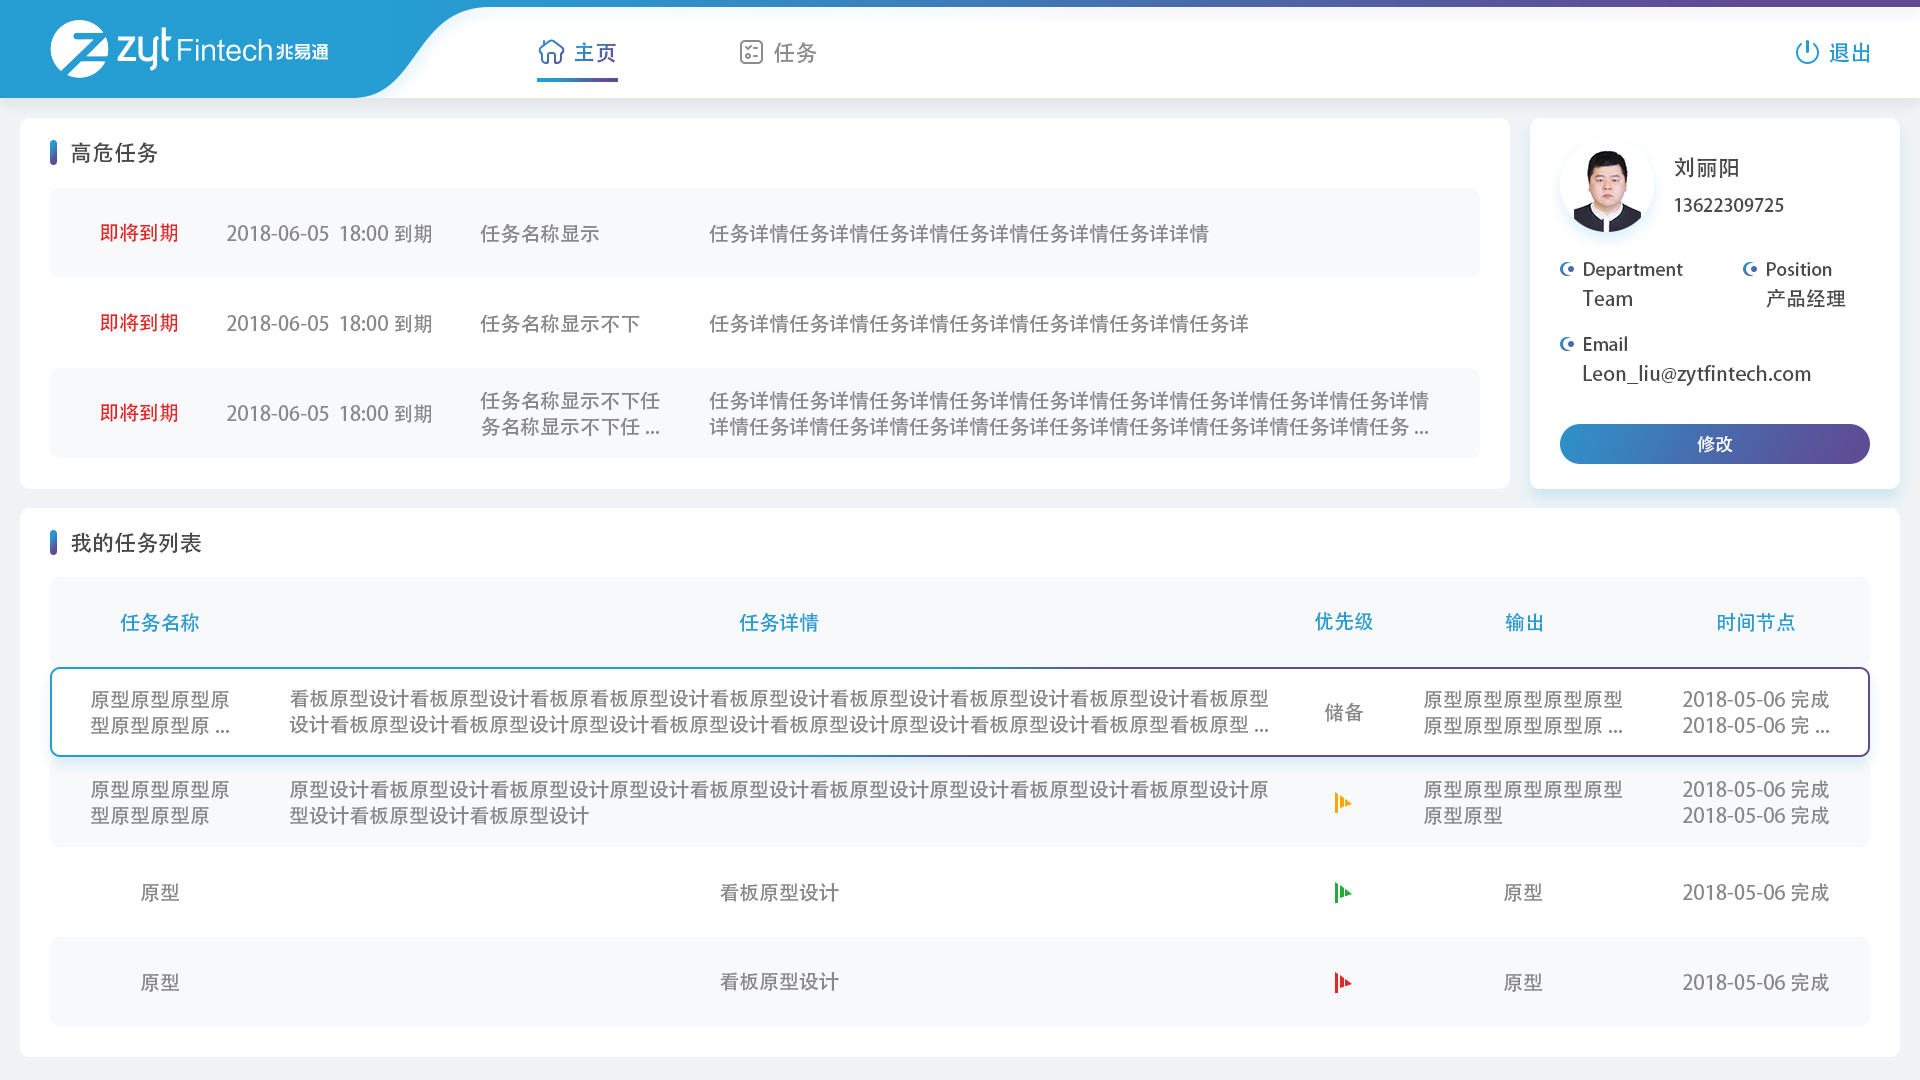 zyt Fintech 兆易通
主页
任务
退出
高危任务
即将到期 2018-06-05 18:00 到期 任务名称显示 任务详情任务详情任务详情任务详情任务详情任务详详情
即将到期 2018-06-05 18:00 到期 任务名称显示不下 任务详情任务详情任务详情任务详情任务详情任务详情任务详
即将到期 2018-06-05 18:00 到期
任务名称显示不下任
务名称显示不下任 ...
任务详情任务详情任务详情任务详情任务详情任务详情任务详情任务详情任务详情
详情任务详情任务详情任务详情任务详任务详情任务详情任务详情任务详情任务 ...
刘丽阳
13622309725
Department
Team
Position
产品经理
Email
Leon_liu@zytfintech.com
修改
我的任务列表
任务名称 任务详情 优先级 输出 时间节点
原型原型原型原
型原型原型原 ...
看板原型设计看板原型设计看板原看板原型设计看板原型设计看板原型设计看板原型设计看板原型设计看板原型
设计看板原型设计看板原型设计原型设计看板原型设计看板原型设计原型设计看板原型设计看板原型看板原型 ...
储备
原型原型原型原型原型
原型原型原型原型原 ...
2018-05-06 完成
2018-05-06 完 ...
原型原型原型原
型原型原型原
原型设计看板原型设计看板原型设计原型设计看板原型设计看板原型设计原型设计看板原型设计看板原型设计原
型设计看板原型设计看板原型设计
原型原型原型原型原型
原型原型
2018-05-06 完成
2018-05-06 完成
原型 看板原型设计 原型 2018-05-06 完成
原型 看板原型设计 原型 2018-05-06 完成